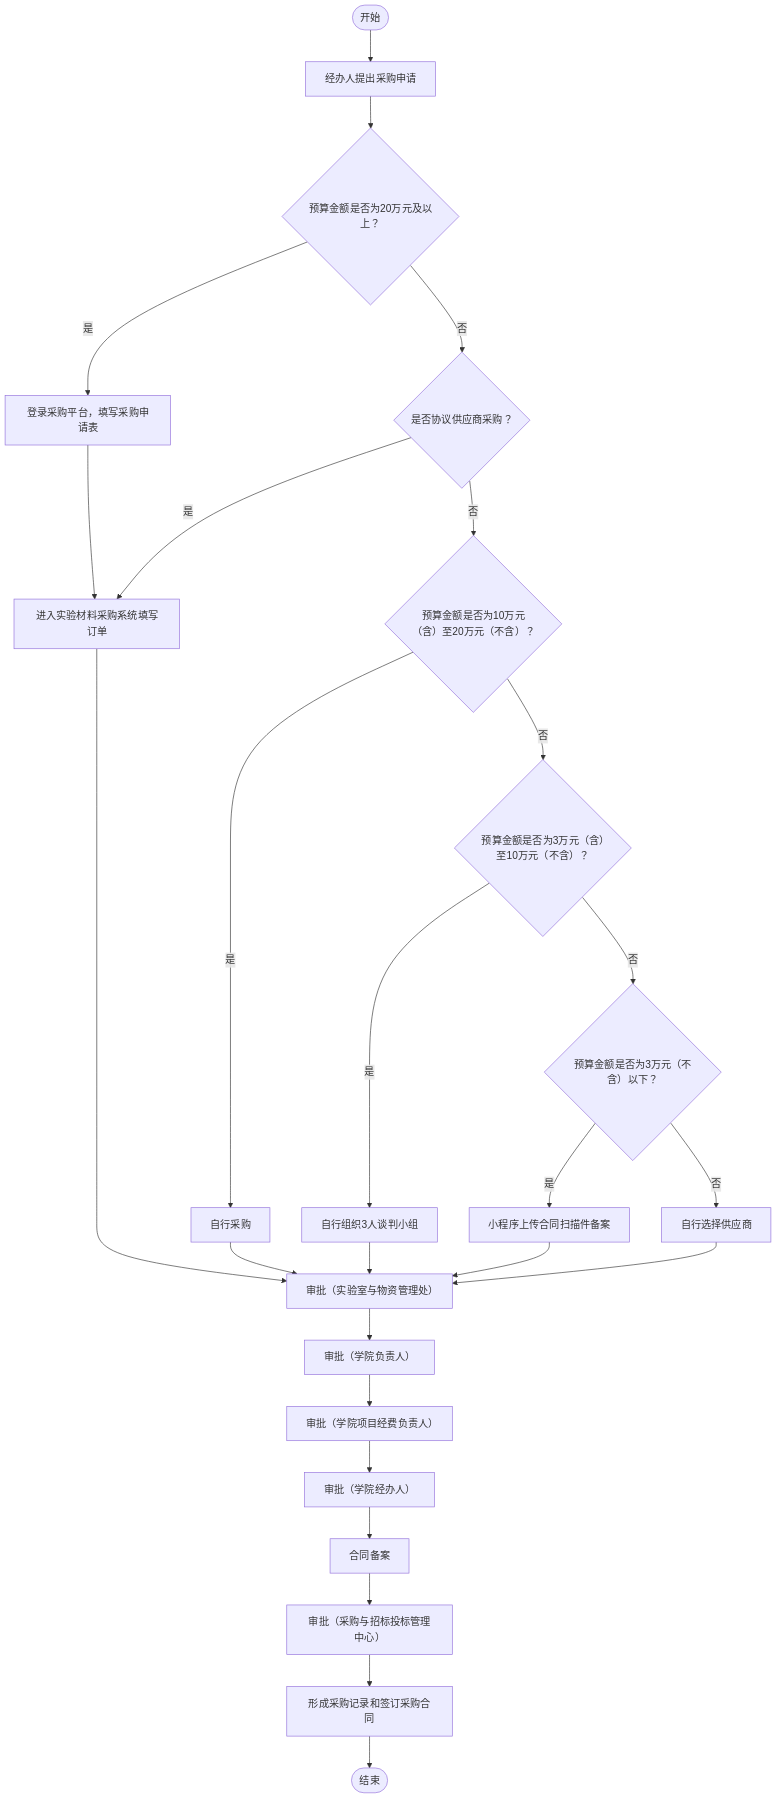 开始
经办人提出采购申请
预算金额是否为20万元及以
上？
是
否
登录采购平台，填写采购申
请表
是否协议供应商采购？
是
否
进入实验材料采购系统填写
订单
预算金额是否为10万元
（含）至20万元（不含）？
否
预算金额是否为3万元（含）
至10万元（不含）？
是
否
预算金额是否为3万元（不
含）以下？
是
是
否
自行采购
自行组织3人谈判小组
小程序上传合同扫描件备案
自行选择供应商
审批（实验室与物资管理处）
审批（学院负责人）
审批（学院项目经费负责人）
审批（学院经办人）
合同备案
审批（采购与招标投标管理
中心）
形成采购记录和签订采购合
同
结束